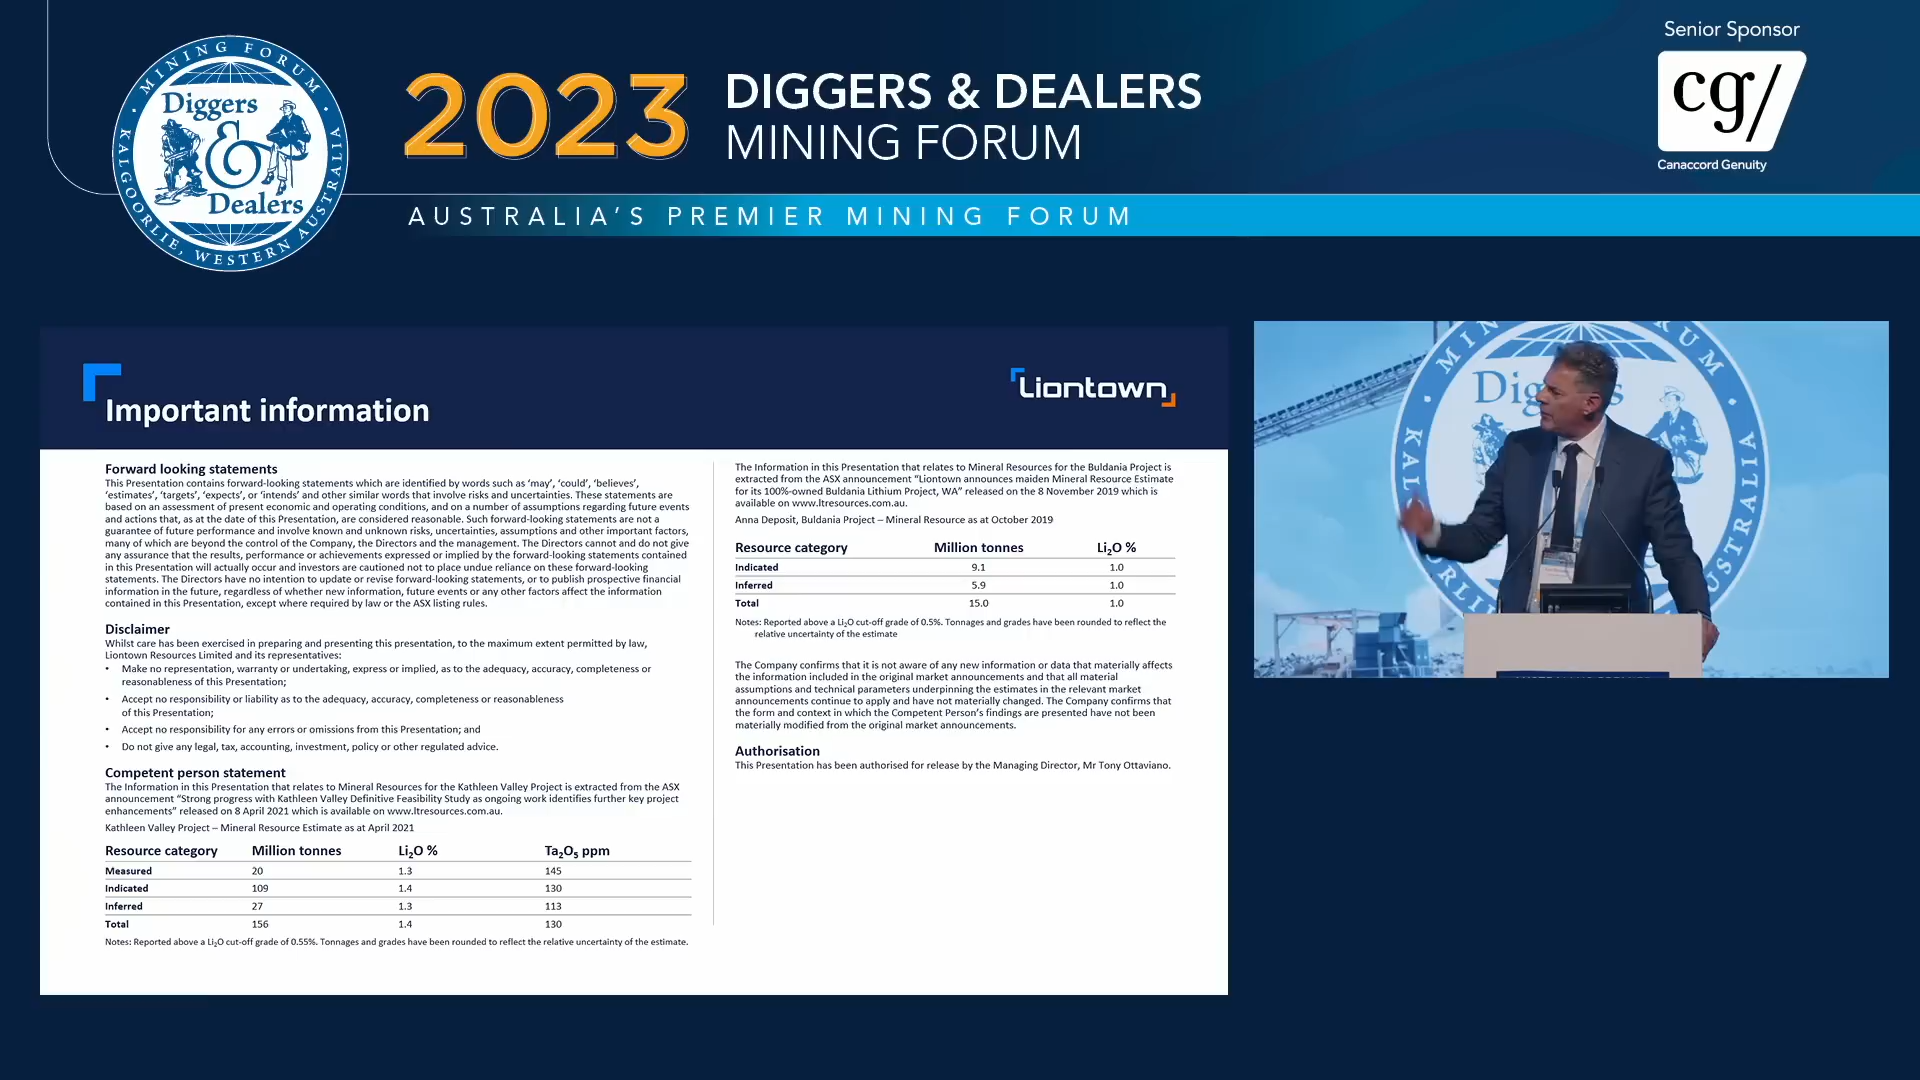 Senior Sponsor
cg/
Canaccord Genuity
MINING FORUM
KALGOORLIE, WESTERN AUSTRALIA
Diggers
&
Dealers
2023
DIGGERS & DEALERS
MINING FORUM
AUSTRALIA'S PREMIER MINING FORUM
Important information
Liontown
Forward looking statements
This Presentation contains forward-looking statements which are identified by words such as ‘may’, ‘could’, ‘believes’,
‘estimates’, ‘targets’, ‘expects’, or ‘intends’ and other similar words that involve risks and uncertainties. These statements are
based on an assessment of present economic and operating conditions, and on a number of assumptions regarding future events
and actions that, as at the date of this Presentation, are considered reasonable. Such forward-looking statements are not a
guarantee of future performance and involve known and unknown risks, uncertainties, assumptions and other important factors,
many of which are beyond the control of the Company, the Directors and the management. The Directors cannot and do not give
any assurance that the results, performance or achievements expressed or implied by the forward-looking statements contained
in this Presentation will actually occur and investors are cautioned not to place undue reliance on these forward-looking
statements. The Directors have no intention to update or revise forward-looking statements, or to publish prospective financial
information in the future, regardless of whether new information, future events or any other factors affect the information
contained in this Presentation, except where required by law or the ASX listing rules.
Disclaimer
Whilst care has been exercised in preparing and presenting this presentation, to the maximum extent permitted by law,
Liontown Resources Limited and its representatives:
• Make no representation, warranty or undertaking, express or implied, as to the adequacy, accuracy, completeness or
reasonableness of this Presentation;
• Accept no responsibility or liability as to the adequacy, accuracy, completeness or reasonableness
of this Presentation;
• Accept no responsibility for any errors or omissions from this Presentation; and
• Do not give any legal, tax, accounting, investment, policy or other regulated advice.
Competent person statement
The Information in this Presentation that relates to Mineral Resources for the Kathleen Valley Project is extracted from the ASX
announcement “Strong progress with Kathleen Valley Definitive Feasibility Study as ongoing work identifies further key project
enhancements” released on 8 April 2021 which is available on www.ltresources.com.au.
Kathleen Valley Project – Mineral Resource Estimate as at April 2021
Resource category Million tonnes Li₂O % Ta₂O₅ ppm
Measured 20 1.3 145
Indicated 109 1.4 130
Inferred 27 1.3 113
Total 156 1.4 130
Notes: Reported above a Li₂O cut-off grade of 0.55%. Tonnages and grades have been rounded to reflect the relative uncertainty of the estimate.
The Information in this Presentation that relates to Mineral Resources for the Buldania Project is
extracted from the ASX announcement “Liontown announces maiden Mineral Resource Estimate
for its 100%-owned Buldania Lithium Project, WA” released on the 8 November 2019 which is
available on www.ltresources.com.au.
Anna Deposit, Buldania Project – Mineral Resource as at October 2019
Resource category Million tonnes Li₂O %
Indicated 9.1 1.0
Inferred 5.9 1.0
Total 15.0 1.0
Notes: Reported above a Li₂O cut-off grade of 0.5%. Tonnages and grades have been rounded to reflect the
relative uncertainty of the estimate
The Company confirms that it is not aware of any new information or data that materially affects
the information included in the original market announcements and that all material
assumptions and technical parameters underpinning the estimates in the relevant market
announcements continue to apply and have not materially changed. The Company confirms that
the form and context in which the Competent Person’s findings are presented have not been
materially modified from the original market announcements.
Authorisation
This Presentation has been authorised for release by the Managing Director, Mr Tony Ottaviano.